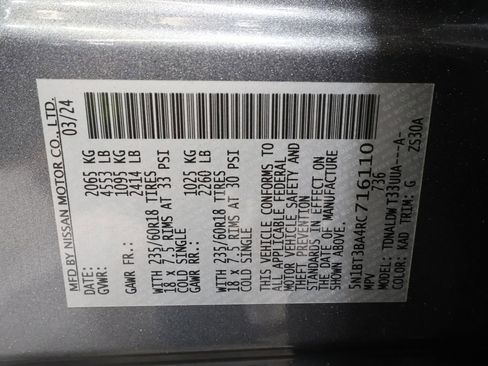 MFD BY NISSAN MOTOR CO., LTD.
03/24
2065 KG
GVWR: 4553 LB
1095 KG
GAWR FR.: 2414 LB
WITH 235/60R18 TIRES
18 X 7.5 RIMS AT 33 PSI
COLD SINGLE
1025 KG
GAWR RR.: 2260 LB
WITH 235/60R18 TIRES
18 X 7.5 RIMS AT 30 PSI
COLD SINGLE
THIS VEHICLE CONFORMS TO
ALL APPLICABLE FEDERAL
MOTOR VEHICLE SAFETY AND
THEFT PREVENTION
STANDARDS IN EFFECT ON
THE DATE OF MANUFACTURE
SHOWN ABOVE.
5N1BT3BA4RC716110
MPV 736
MODEL: TDNALDWT33UUA----A-
COLOR: KAD TRIM: G ZS30A